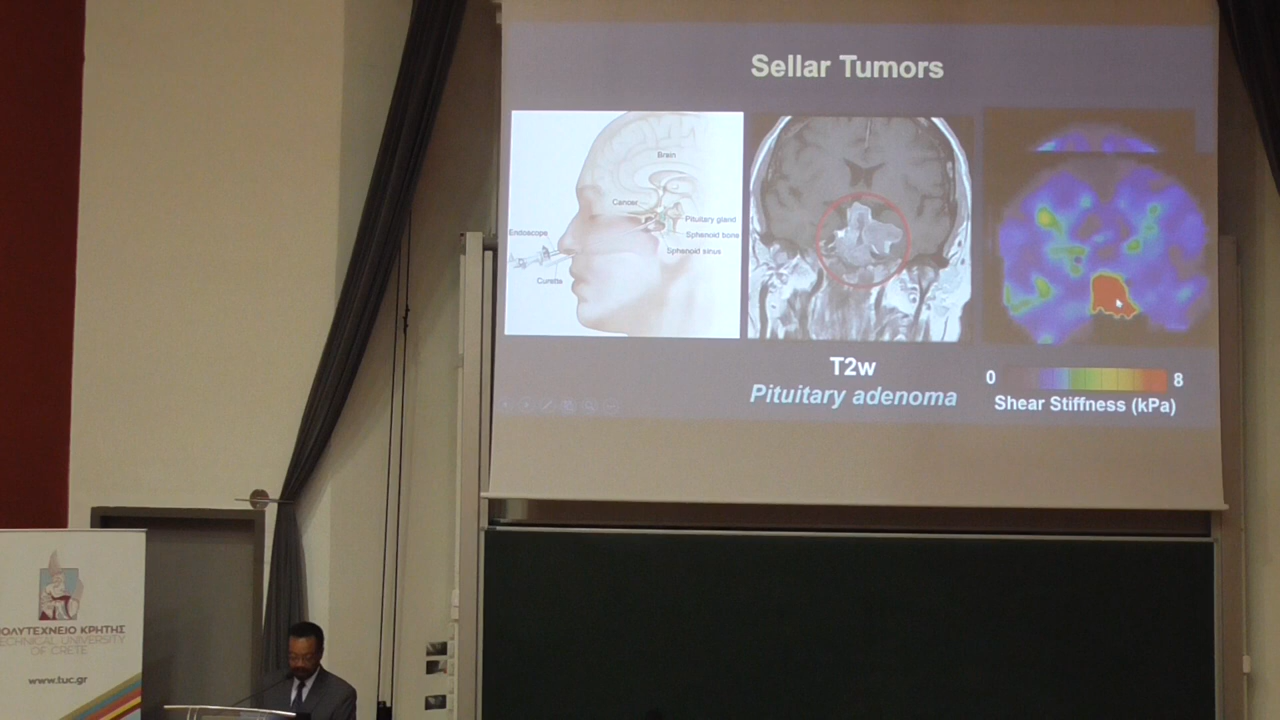 Sellar Tumors
Brain
Cancer
Pituitary gland
Endoscope
Sphenoid bone
Sphenoid sinus
Curette
T2w
Pituitary adenoma
0
8
Shear Stiffness (kPa)
ΠΟΛΥΤΕΧΝΕΙΟ ΚΡΗΤΗΣ
TECHNICAL UNIVERSITY
OF CRETE
www.tuc.gr